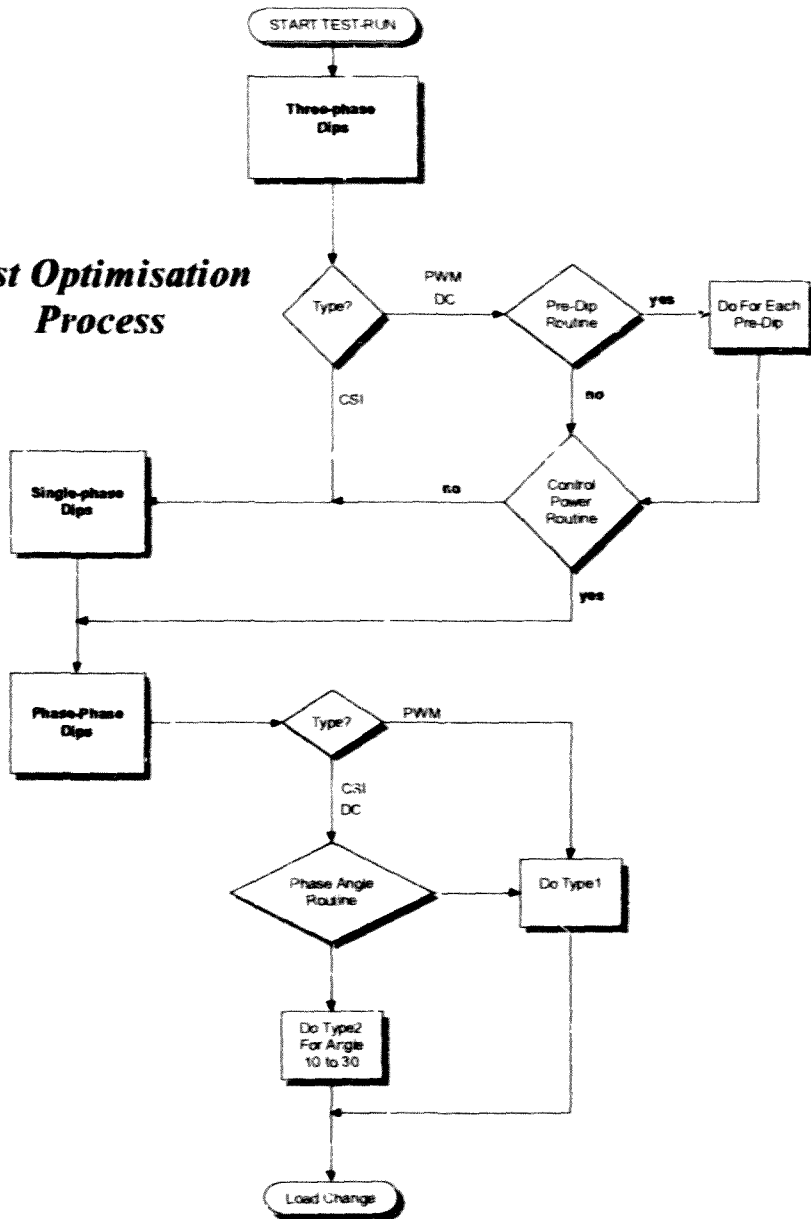 START TEST-RUN
Three-phase
Dips
st Optimisation
Process
Type?
PWM
DC
Pre-Dip
Routine
yes
Do For Each
Pre-Dip
CSI
no
Single-phase
Dips
no
Control
Power
Routine
yes
Phase-Phase
Dips
Type?
PWM
CSI
DC
Phase Angle
Routine
Do Type1
Do Type2
For Angle
10 to 30
Load Change